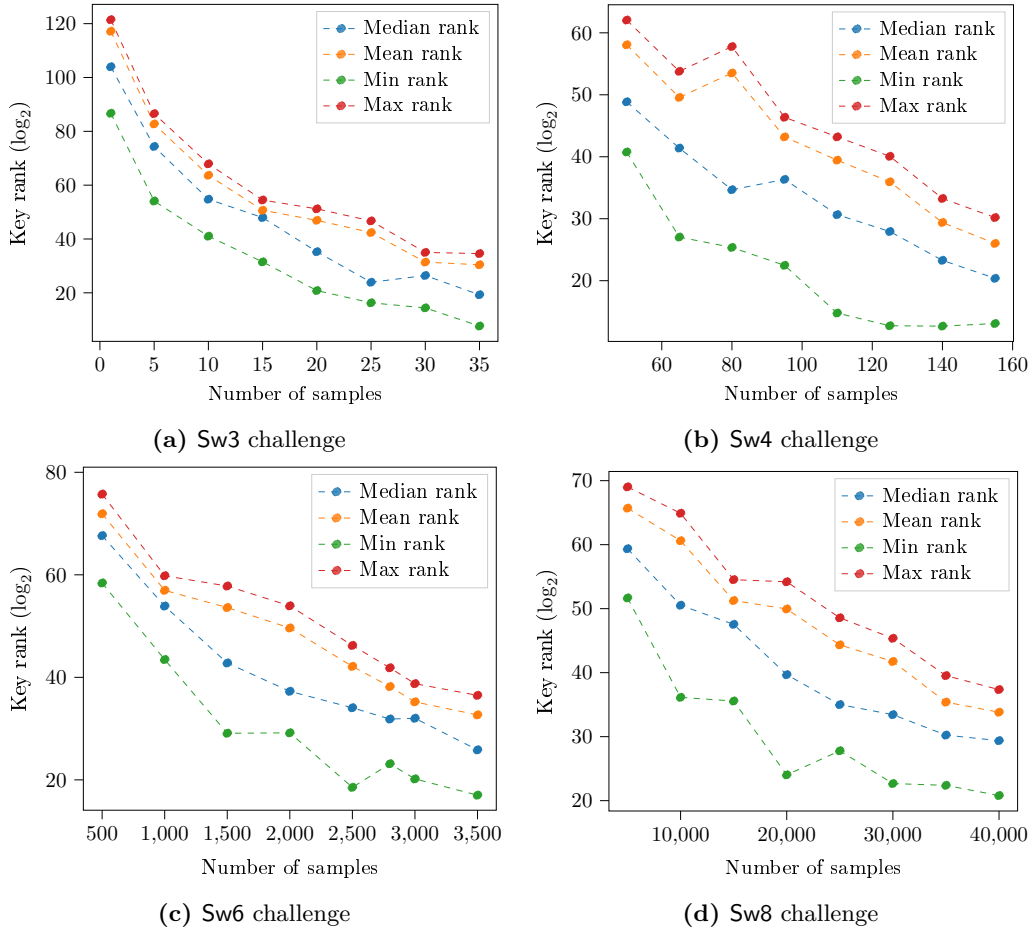 120
100
80
60
40
20
Key rank (log₂)
Median rank
Mean rank
Min rank
Max rank
0
5
10
15
20
25
30
35
Number of samples
(a) Sw3 challenge
60
50
40
30
20
Key rank (log₂)
Median rank
Mean rank
Min rank
Max rank
60
80
100
120
140
160
Number of samples
(b) Sw4 challenge
80
60
40
20
Key rank (log₂)
Median rank
Mean rank
Min rank
Max rank
500
1,000
1,500
2,000
2,500
3,000
3,500
Number of samples
(c) Sw6 challenge
70
60
50
40
30
20
Key rank (log₂)
Median rank
Mean rank
Min rank
Max rank
10,000
20,000
30,000
40,000
Number of samples
(d) Sw8 challenge